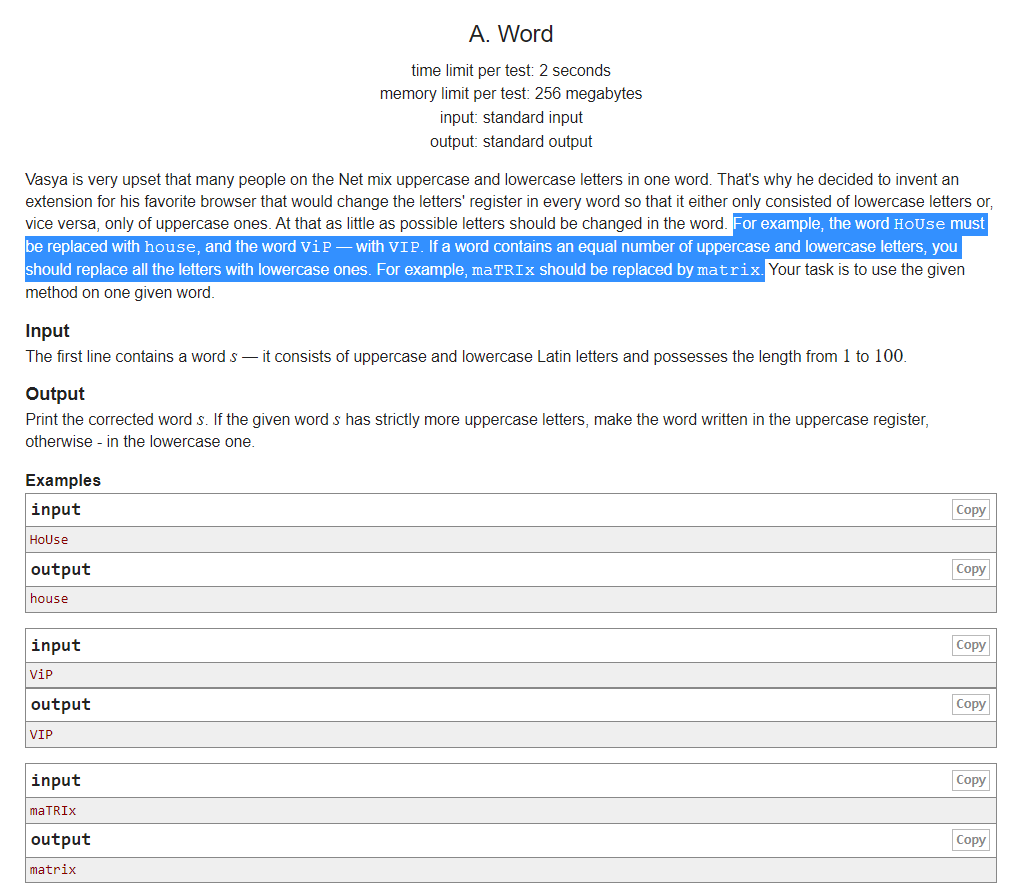 A. Word
time limit per test: 2 seconds
memory limit per test: 256 megabytes
input: standard input
output: standard output
Vasya is very upset that many people on the Net mix uppercase and lowercase letters in one word. That's why he decided to invent an
extension for his favorite browser that would change the letters' register in every word so that it either only consisted of lowercase letters or,
vice versa, only of uppercase ones. At that as little as possible letters should be changed in the word. For example, the word HoUse must
be replaced with house, and the word ViP — with VIP. If a word contains an equal number of uppercase and lowercase letters, you
should replace all the letters with lowercase ones. For example, maTRIx should be replaced by matrix. Your task is to use the given
method on one given word.
Input
The first line contains a word s — it consists of uppercase and lowercase Latin letters and possesses the length from 1 to 100.
Output
Print the corrected word s. If the given word s has strictly more uppercase letters, make the word written in the uppercase register,
otherwise - in the lowercase one.
Examples
input Copy
HoUse
output Copy
house
input Copy
ViP
output Copy
VIP
input Copy
maTRIx
output Copy
matrix